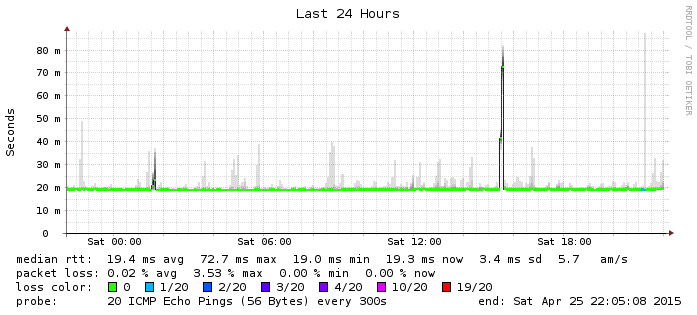 Last 24 Hours
RRDTOOL / TOBI OETIKER
Seconds
80 m
70 m
60 m
50 m
40 m
30 m
20 m
10 m
0
Sat 00:00 Sat 06:00 Sat 12:00 Sat 18:00
median rtt: 19.4 ms avg 72.7 ms max 19.0 ms min 19.3 ms now 3.4 ms sd 5.7 am/s
packet loss: 0.02 % avg 3.53 % max 0.00 % min 0.00 % now
loss color: 0 1/20 2/20 3/20 4/20 10/20 19/20
probe: 20 ICMP Echo Pings (56 Bytes) every 300s end: Sat Apr 25 22:05:08 2015